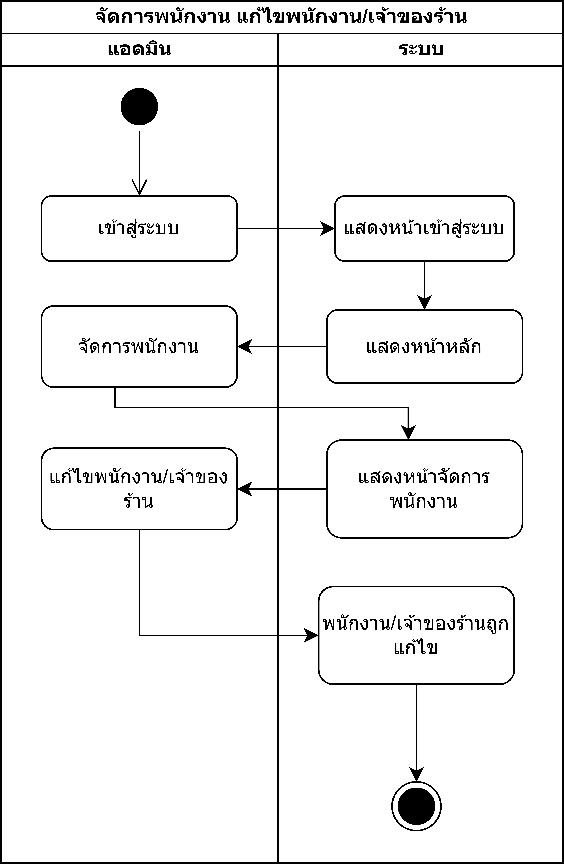 จัดการพนักงาน แก้ไขพนักงาน/เจ้าของร้าน
แอดมิน
ระบบ
เข้าสู่ระบบ
แสดงหน้าเข้าสู่ระบบ
จัดการพนักงาน
แสดงหน้าหลัก
แก้ไขพนักงาน/เจ้าของ
ร้าน
แสดงหน้าจัดการ
พนักงาน
พนักงาน/เจ้าของร้านถูก
แก้ไข